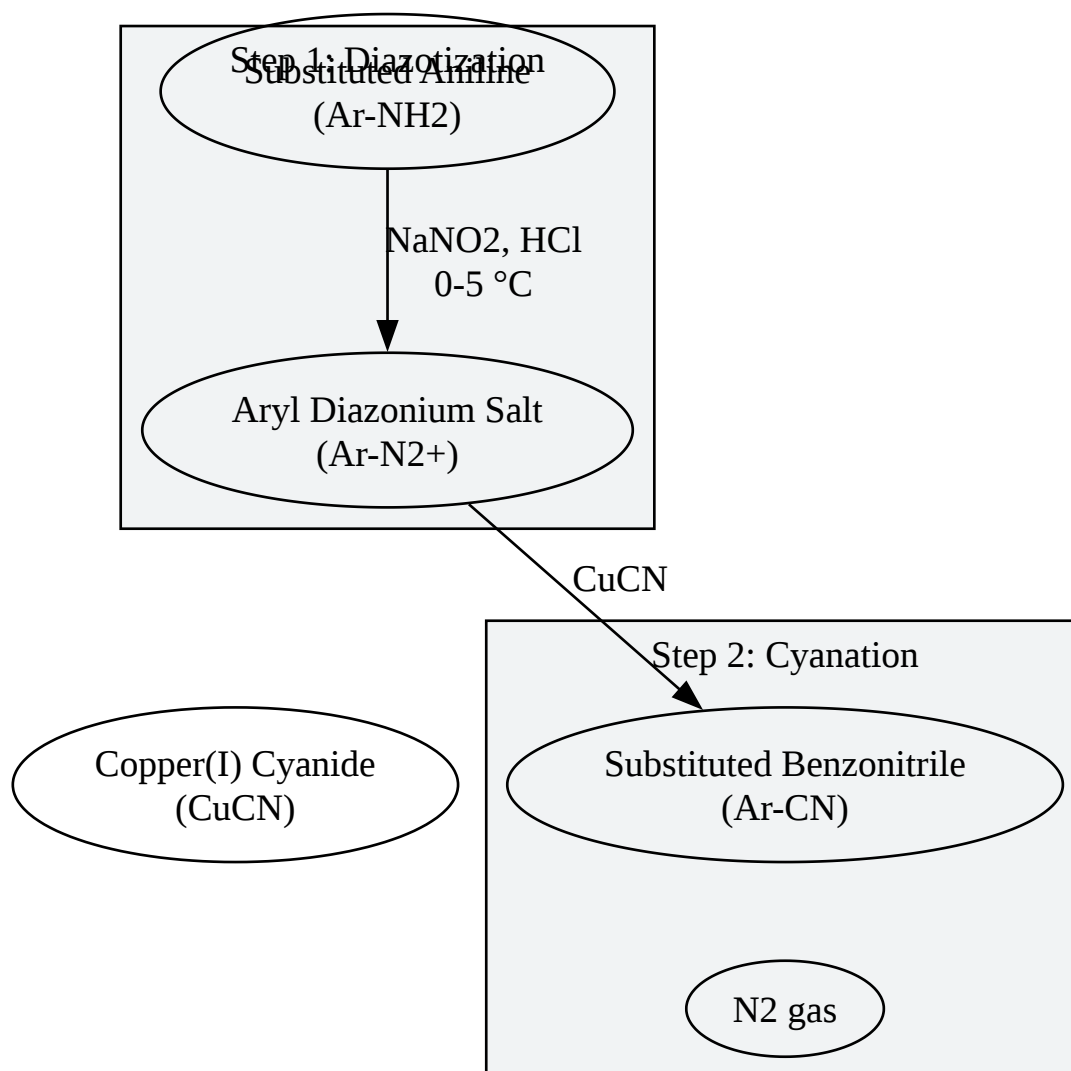 Step 1: Diazotization
Substituted Aniline
(Ar-NH2)
NaNO2, HCl
0-5 °C
Aryl Diazonium Salt
(Ar-N2+)
CuCN
Step 2: Cyanation
Copper(I) Cyanide
(CuCN)
Substituted Benzonitrile
(Ar-CN)
N2 gas